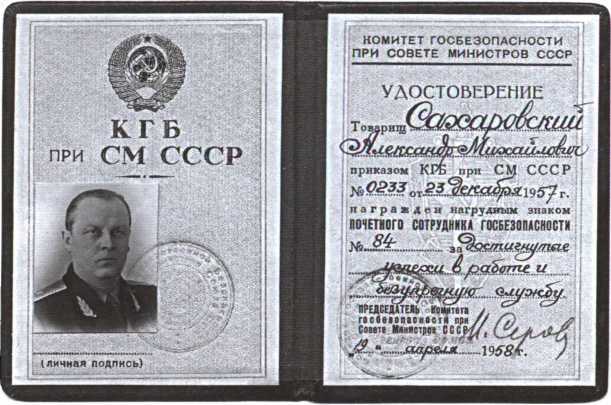 КГБ
ПРИ СМ СССР
(личная подпись)
КОМИТЕТ ГОСБЕЗОПАСНОСТИ
ПРИ СОВЕТЕ МИНИСТРОВ СССР
УДОСТОВЕРЕНИЕ
Товарищ Сахаровский
Александр Михайлович
приказом КГБ при СМ СССР
№ 0233 от 23 декабря 1957 г.
награжден нагрудным знаком
ПОЧЕТНОГО СОТРУДНИКА ГОСБЕЗОПАСНОСТИ
№ 84 за достигнутые
успехи в работе и
безупречную службу.
ПРЕДСЕДАТЕЛЬ Комитета
госбезопасности при
Совете Министров СССР И. Серов
19 " апреля 1958 г.